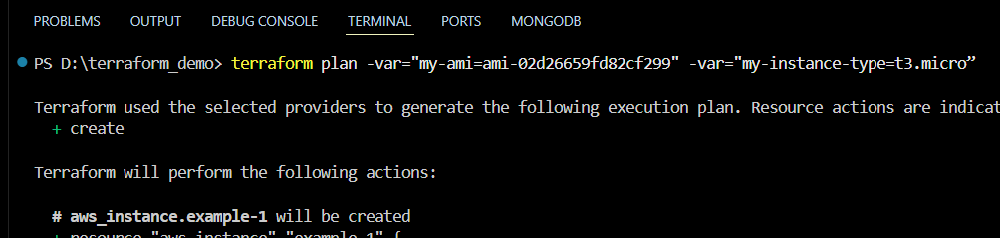 PROBLEMS OUTPUT DEBUG CONSOLE TERMINAL PORTS MONGODB
PS D:\terraform_demo> terraform plan -var="my-ami=ami-02d26659fd82cf299" -var="my-instance-type=t3.micro”
Terraform used the selected providers to generate the following execution plan. Resource actions are indicat
+ create
Terraform will perform the following actions:
# aws_instance.example-1 will be created
+ resource "aws_instance" "example-1" {